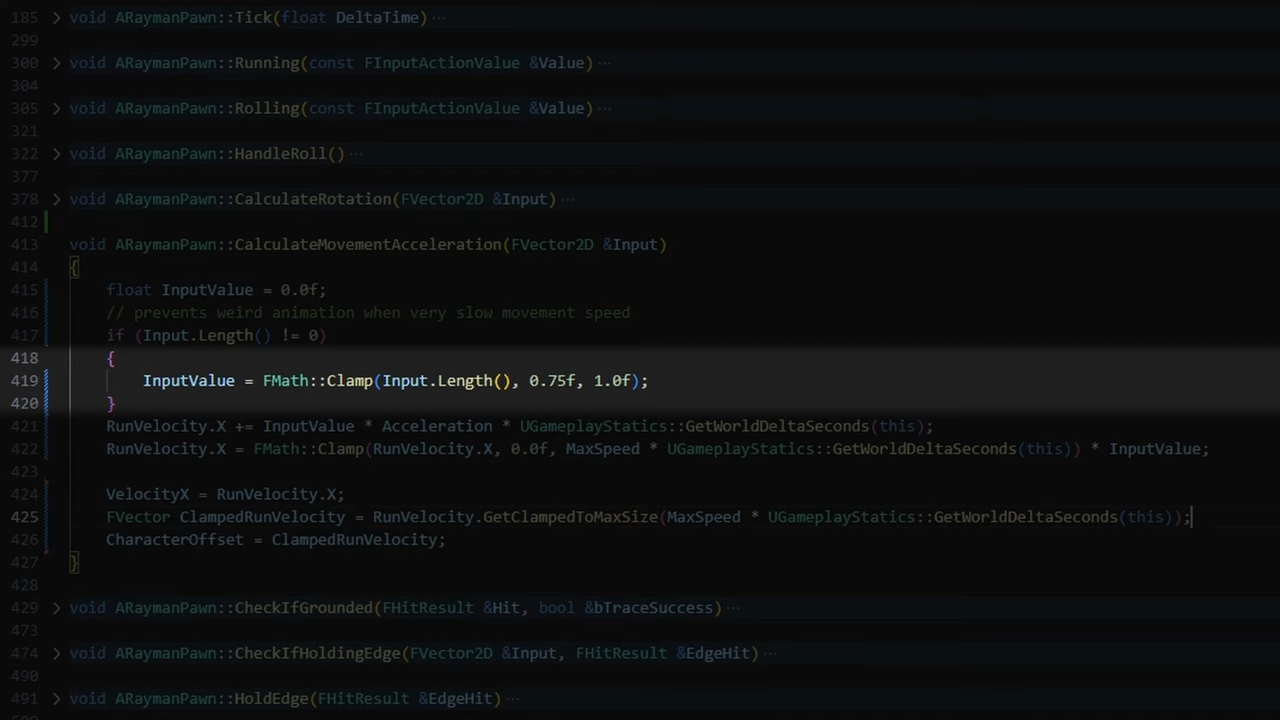 185 > void ARaymanPawn::Tick(float DeltaTime) ···
299
300 > void ARaymanPawn::Running(const FInputActionValue &Value) ···
304
305 > void ARaymanPawn::Rolling(const FInputActionValue &Value) ···
321
322 > void ARaymanPawn::HandleRoll() ···
377
378 > void ARaymanPawn::CalculateRotation(FVector2D &Input) ···
412
413 void ARaymanPawn::CalculateMovementAcceleration(FVector2D &Input)
414 {
415 float InputValue = 0.0f;
416 // prevents weird animation when very slow movement speed
417 if (Input.Length() != 0)
418 {
419 InputValue = FMath::Clamp(Input.Length(), 0.75f, 1.0f);
420 }
421 RunVelocity.X += InputValue * Acceleration * UGameplayStatics::GetWorldDeltaSeconds(this);
422 RunVelocity.X = FMath::Clamp(RunVelocity.X, 0.0f, MaxSpeed * UGameplayStatics::GetWorldDeltaSeconds(this)) * InputValue;
423
424 VelocityX = RunVelocity.X;
425 FVector ClampedRunVelocity = RunVelocity.GetClampedToMaxSize(MaxSpeed * UGameplayStatics::GetWorldDeltaSeconds(this));
426 CharacterOffset = ClampedRunVelocity;
427 }
428
429 > void ARaymanPawn::CheckIfGrounded(FHitResult &Hit, bool &bTraceSuccess) ···
473
474 > void ARaymanPawn::CheckIfHoldingEdge(FVector2D &Input, FHitResult &EdgeHit) ···
490
491 > void ARaymanPawn::HoldEdge(FHitResult &EdgeHit) ···